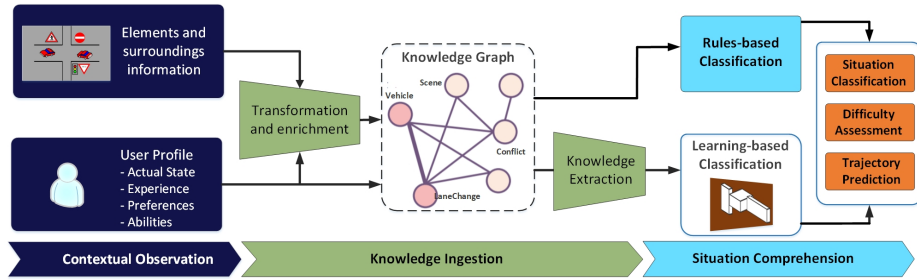 Elements and
surroundings
information
User Profile
- Actual State
- Experience
- Preferences
- Abilities
Transformation
and enrichment
Knowledge Graph
Scene
Vehicle
Conflict
LaneChange
Knowledge
Extraction
Rules-based
Classification
Learning-based
Classification
Situation
Classification
Difficulty
Assessment
Trajectory
Prediction
Contextual Observation
Knowledge Ingestion
Situation Comprehension